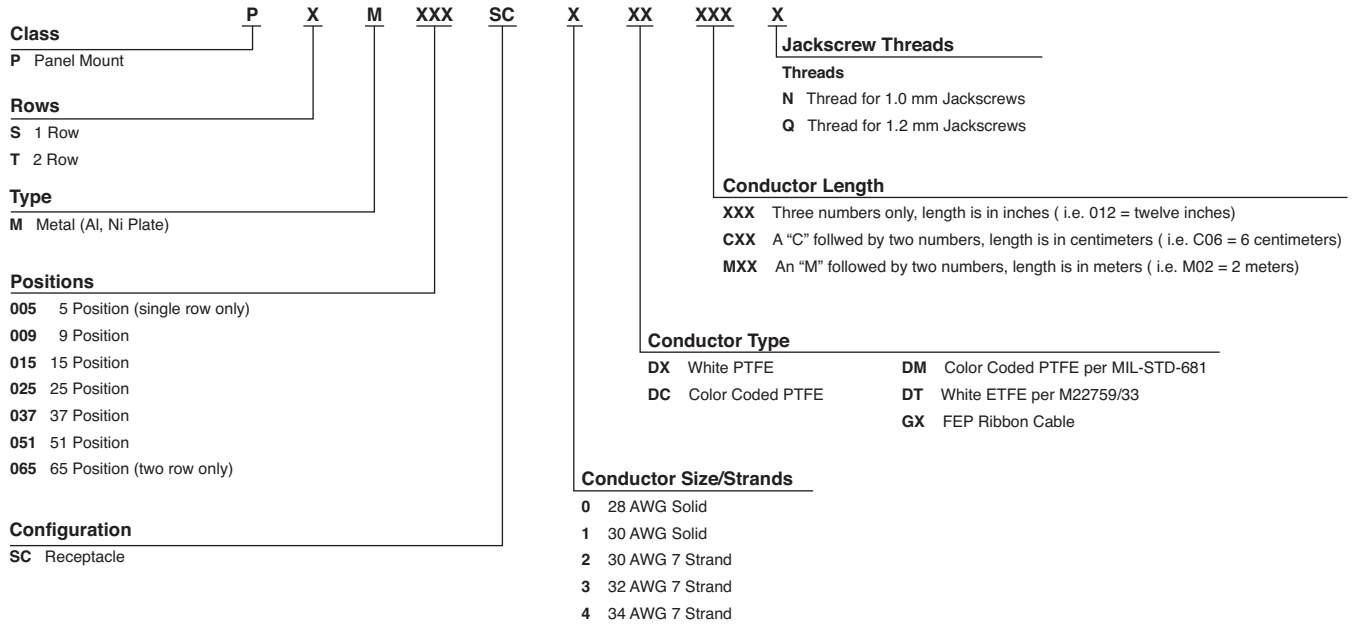 P X M XXX SC X XX XXX X
Class
P Panel Mount
Rows
S 1 Row
T 2 Row
Type
M Metal (Al, Ni Plate)
Positions
005 5 Position (single row only)
009 9 Position
015 15 Position
025 25 Position
037 37 Position
051 51 Position
065 65 Position (two row only)
Configuration
SC Receptacle
Jackscrew Threads
Threads
N Thread for 1.0 mm Jackscrews
Q Thread for 1.2 mm Jackscrews
Conductor Length
XXX Three numbers only, length is in inches ( i.e. 012 = twelve inches)
CXX A “C” follwed by two numbers, length is in centimeters ( i.e. C06 = 6 centimeters)
MXX An “M” followed by two numbers, length is in meters ( i.e. M02 = 2 meters)
Conductor Type
DX White PTFE
DC Color Coded PTFE
DM Color Coded PTFE per MIL-STD-681
DT White ETFE per M22759/33
GX FEP Ribbon Cable
Conductor Size/Strands
0 28 AWG Solid
1 30 AWG Solid
2 30 AWG 7 Strand
3 32 AWG 7 Strand
4 34 AWG 7 Strand